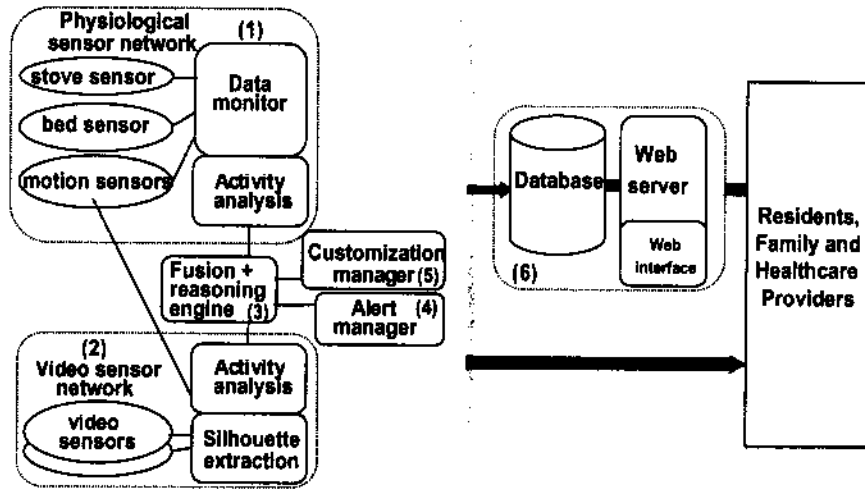 Physiological
sensor network
(1)
stove sensor
bed sensor
motion sensors
Data
monitor
Activity
analysis
Fusion +
reasoning
engine (3)
Customization
manager (5)
Alert (4)
manager
(2)
Video sensor
network
video
sensors
Activity
analysis
Silhouette
extraction
Database
Web
server
Web
interface
(6)
Residents,
Family and
Healthcare
Providers